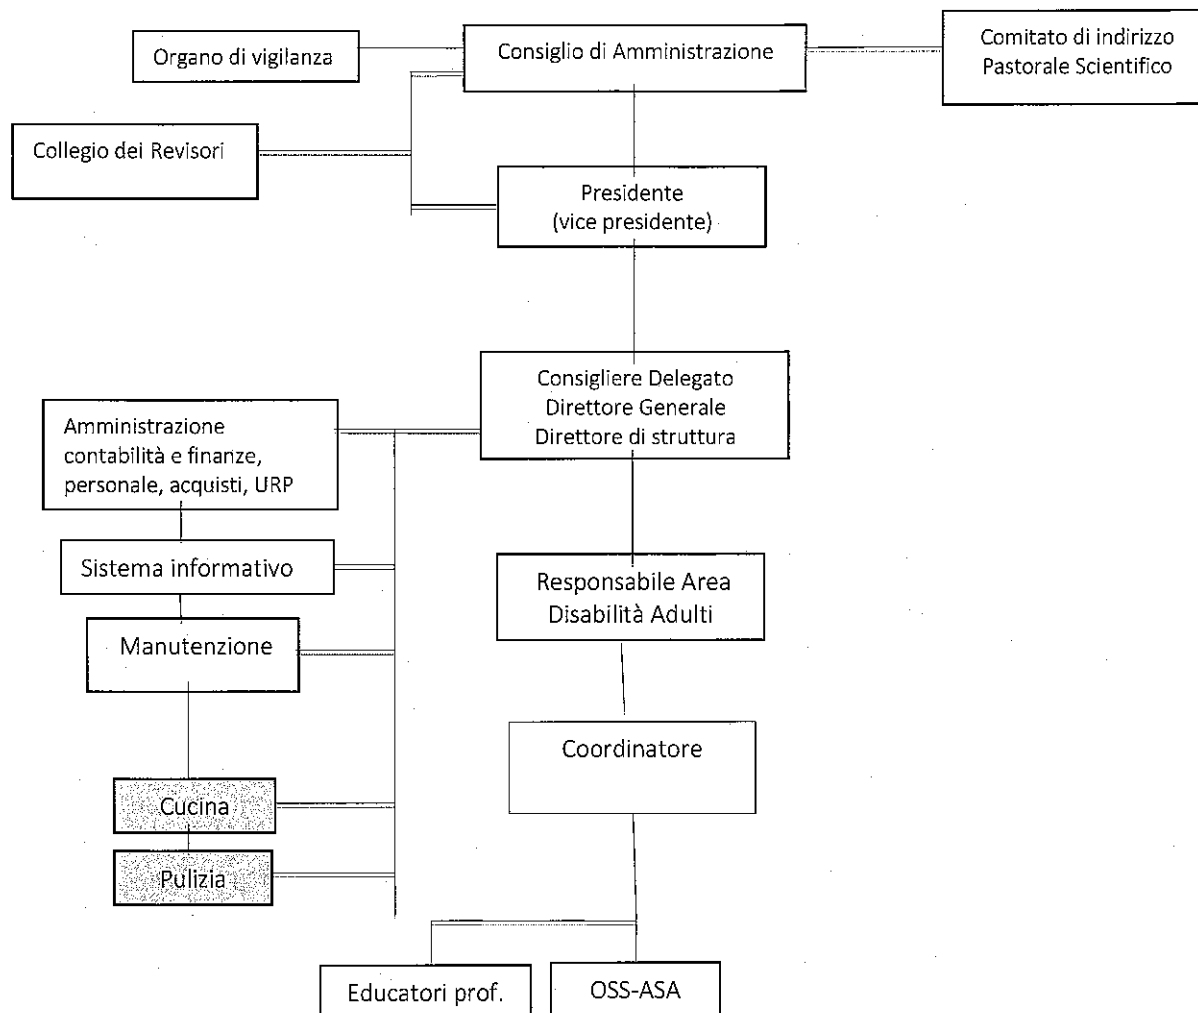 Organo di vigilanza
Consiglio di Amministrazione
Comitato di indirizzo
Pastorale Scientifico
Collegio dei Revisori
Presidente
(vice presidente)
Consigliere Delegato
Direttore Generale
Direttore di struttura
Amministrazione
contabilità e finanze,
personale, acquisti, URP
Sistema informativo
Responsabile Area
Disabilità Adulti
Manutenzione
Coordinatore
Cucina
Pulizia
Educatori prof.
OSS-ASA